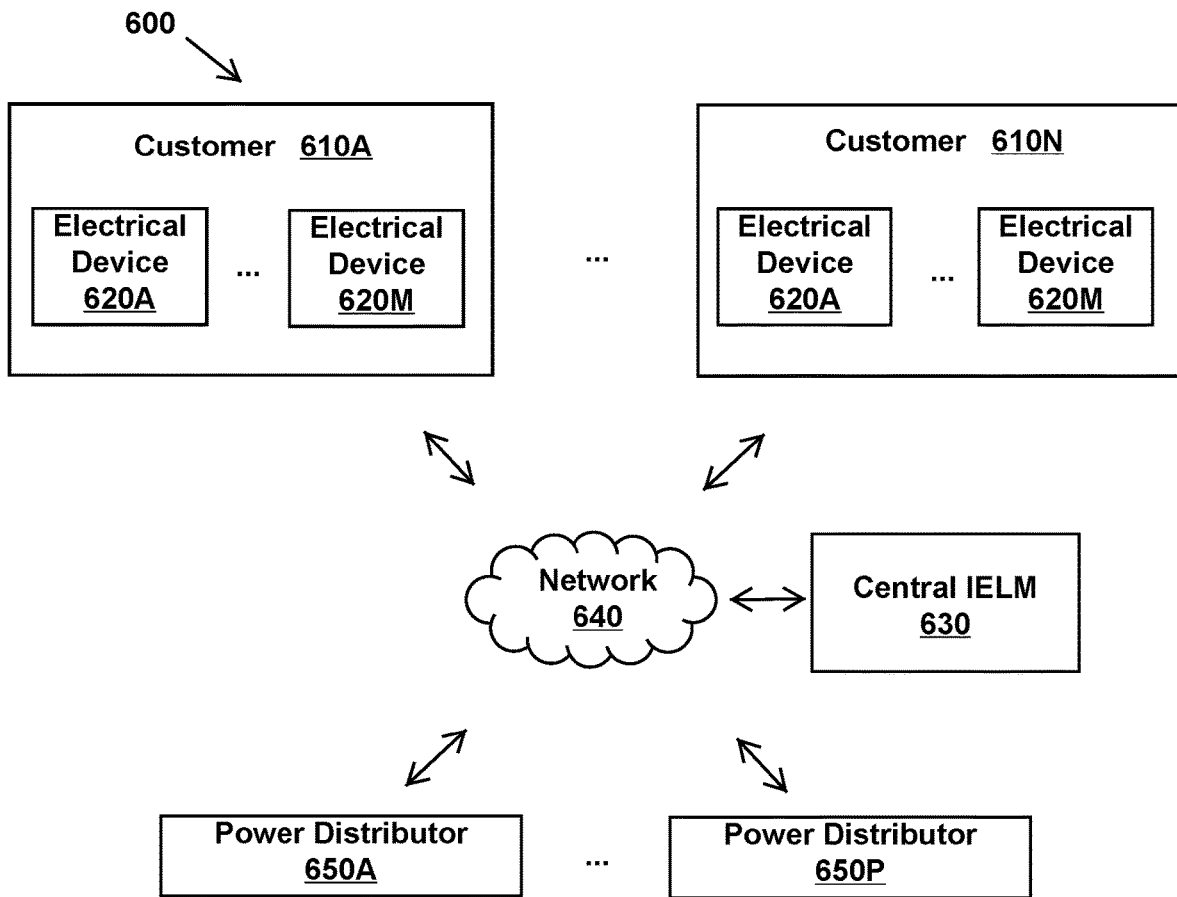 600
Customer 610A
Customer 610N
Electrical
Device
620A
...
Electrical
Device
620M
...
Electrical
Device
620A
...
Electrical
Device
620M
Network
640
Central IELM
630
Power Distributor
650A
...
Power Distributor
650P